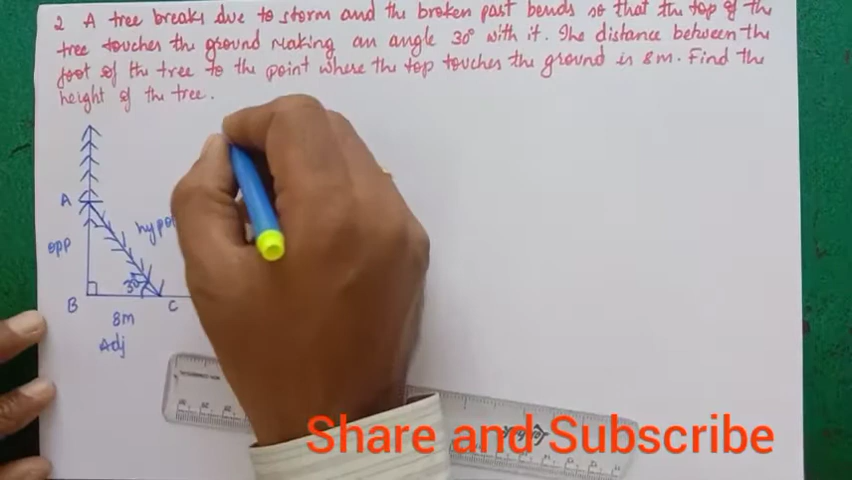 2 A tree breaks due to storm and the broken part bends so that the top of the
tree touches the ground making an angle 30° with it. The distance between the
foot of the tree to the point where the top touches the ground is 8m. Find the
height of the tree.
A
opp
30
B
C
8m
Adj
Share and Subscribe